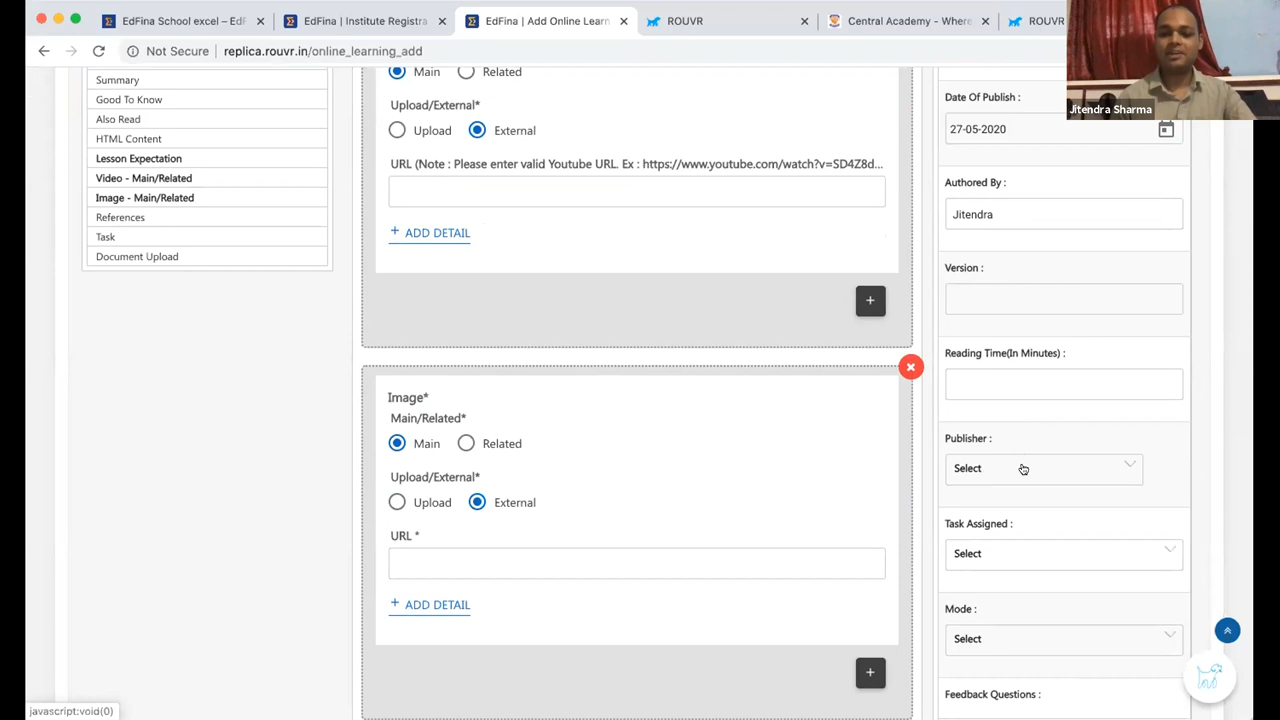 EdFina School excel – EdF
EdFina | Institute Registra
EdFina | Add Online Learn
ROUVR
Central Academy - Where
ROUVR
Not Secure
replica.rouvr.in/online_learning_add
Jitendra Sharma
Summary
Good To Know
Also Read
HTML Content
Lesson Expectation
Video - Main/Related
Image - Main/Related
References
Task
Document Upload
Main
Related
Upload/External*
Upload
External
URL (Note : Please enter valid Youtube URL. Ex : https://www.youtube.com/watch?v=SD4Z8d...
+ ADD DETAIL
+
Image*
Main/Related*
Main
Related
Upload/External*
Upload
External
URL *
+ ADD DETAIL
+
Date Of Publish :
27-05-2020
Authored By :
Jitendra
Version :
Reading Time(In Minutes) :
Publisher :
Select
Task Assigned :
Select
Mode :
Select
Feedback Questions :
javascript:void(0)